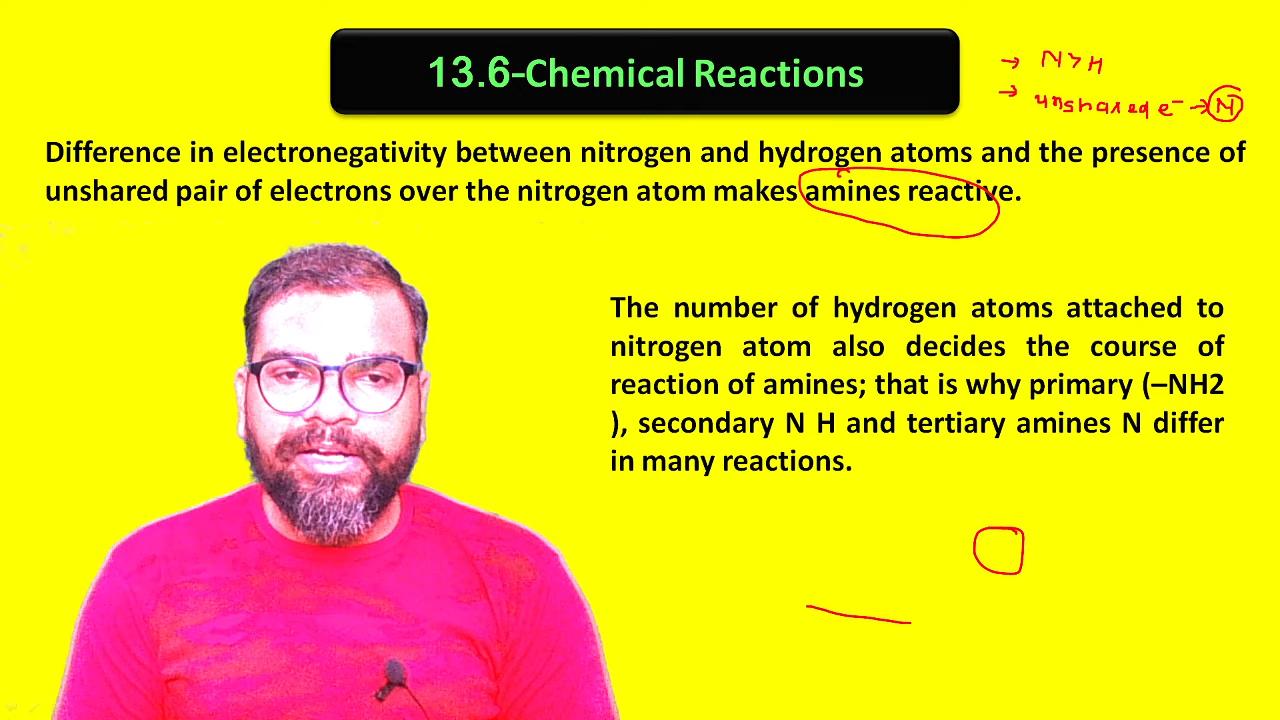 13.6-Chemical Reactions
→ N > H
→ unshared e⁻ → N
Difference in electronegativity between nitrogen and hydrogen atoms and the presence of
unshared pair of electrons over the nitrogen atom makes amines reactive.
The number of hydrogen atoms attached to
nitrogen atom also decides the course of
reaction of amines; that is why primary (–NH2
), secondary N H and tertiary amines N differ
in many reactions.